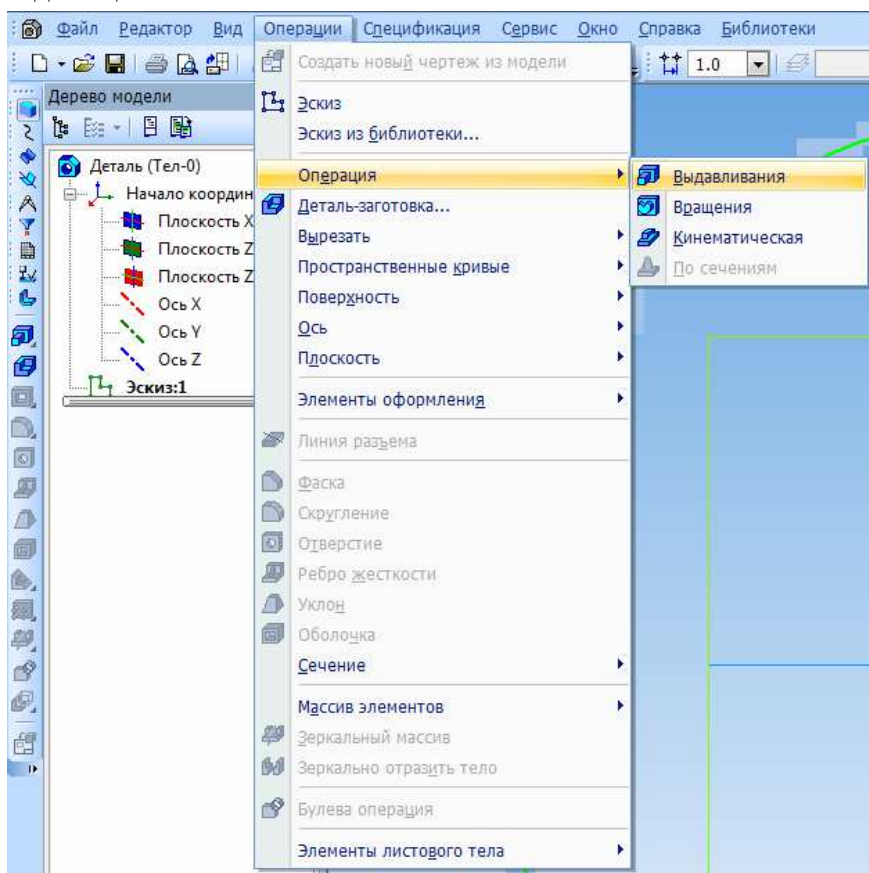 Файл Редактор Вид Операции Спецификация Сервис Окно Справка Библиотеки
1.0
Дерево модели
Деталь (Тел-0)
Начало координ
Плоскость X
Плоскость Z
Плоскость Z
Ось X
Ось Y
Ось Z
Эскиз:1
Создать новый чертеж из модели
Эскиз
Эскиз из библиотеки...
Операция
Деталь-заготовка...
Вырезать
Пространственные кривые
Поверхность
Ось
Плоскость
Элементы оформления
Линия разъема
Фаска
Скругление
Отверстие
Ребро жесткости
Уклон
Оболочка
Сечение
Массив элементов
Зеркальный массив
Зеркально отразить тело
Булева операция
Элементы листового тела
Выдавливания
Вращения
Кинематическая
По сечениям